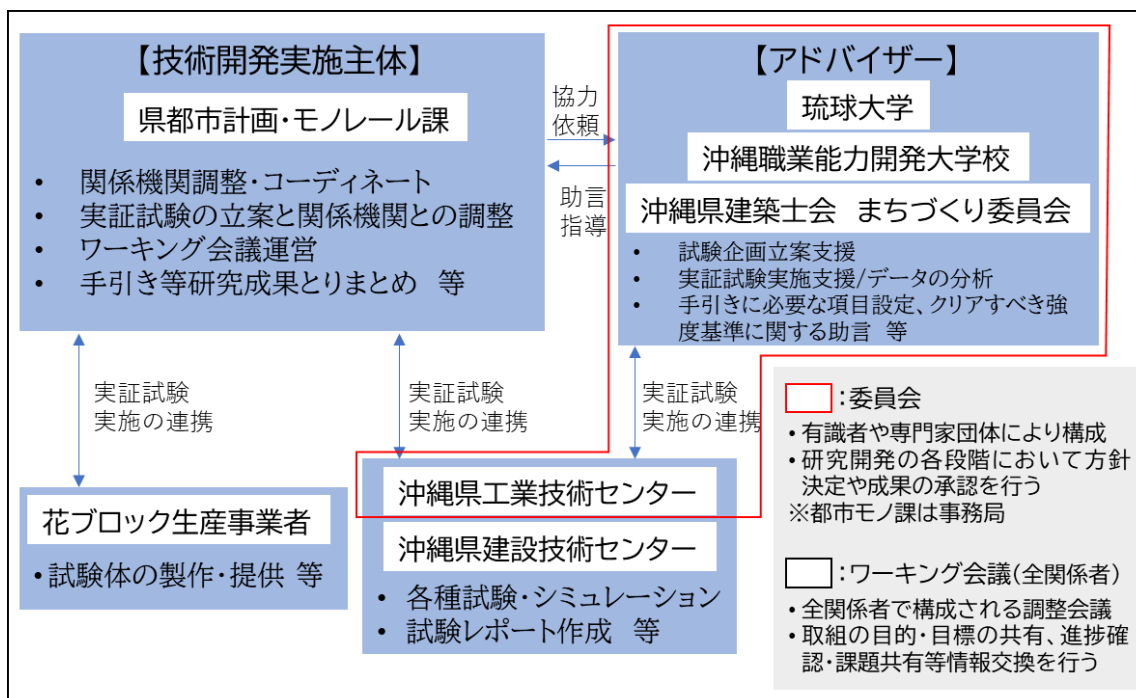 【技術開発実施主体】
県都市計画・モノレール課
• 関係機関調整・コーディネート
• 実証試験の立案と関係機関との調整
• ワーキング会議運営
• 手引き等研究成果とりまとめ 等
協力
依頼
助言
指導
【アドバイザー】
琉球大学
沖縄職業能力開発大学校
沖縄県建築士会 まちづくり委員会
• 試験企画立案支援
• 実証試験実施支援/データの分析
• 手引きに必要な項目設定、クリアすべき強
度基準に関する助言 等
実証試験
実施の連携
実証試験
実施の連携
実証試験
実施の連携
花ブロック生産事業者
・試験体の製作・提供 等
沖縄県工業技術センター
沖縄県建設技術センター
• 各種試験・シミュレーション
• 試験レポート作成 等
：委員会
・有識者や専門家団体により構成
・研究開発の各段階において方針
決定や成果の承認を行う
※都市モノ課は事務局
：ワーキング会議(全関係者)
・全関係者で構成される調整会議
・取組の目的・目標の共有、進捗確
認・課題共有等情報交換を行う